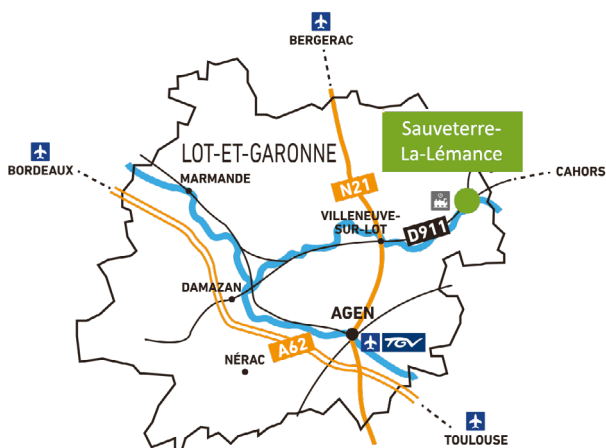 BERGERAC
BORDEAUX
LOT-ET-GARONNE
MARMANDE
Sauveterre-
La-Lémance
CAHORS
N21
VILLENEUVE-
SUR-LOT
D911
DAMAZAN
AGEN
TGV
A62
NÉRAC
TOULOUSE